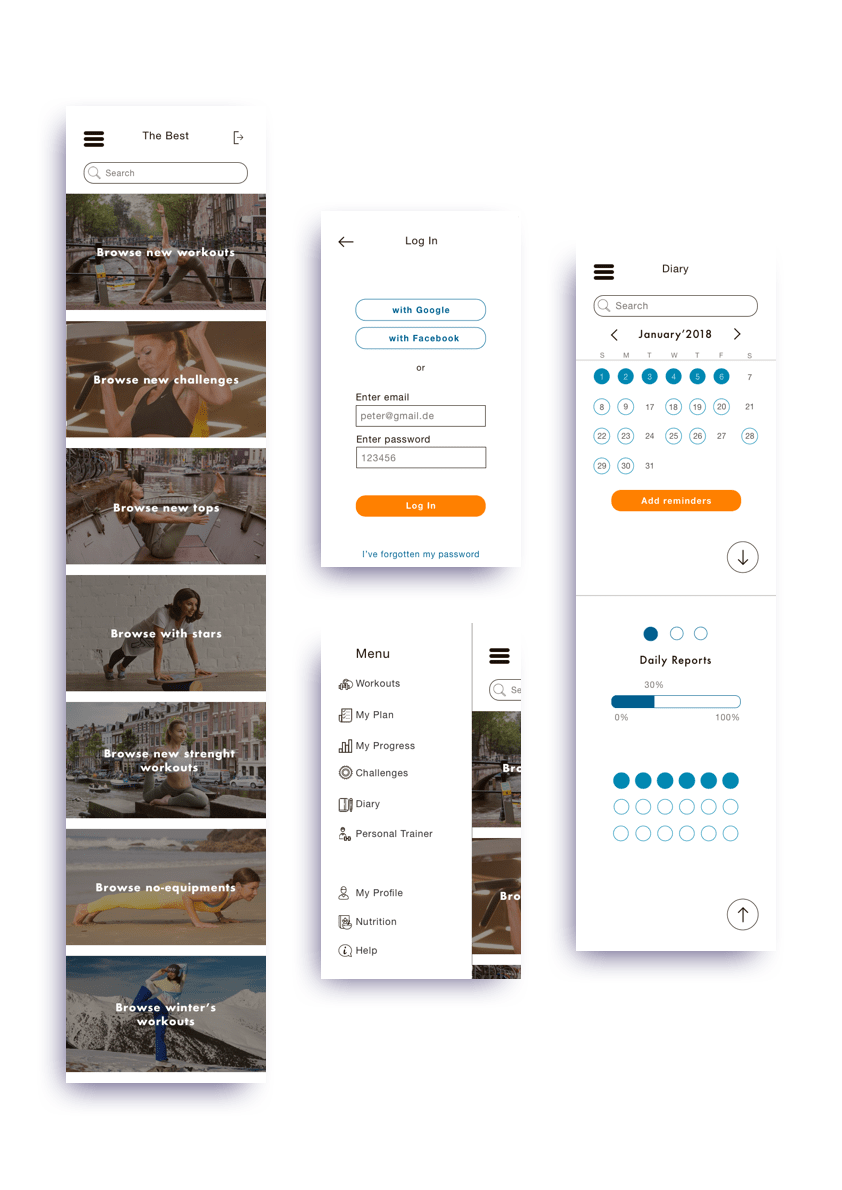 The Best
Search
Browse new workouts
Browse new challenges
Browse new tops
Browse with stars
Browse new strenght
workouts
Browse no-equipments
Browse winter's
workouts
Log In
with Google
with Facebook
or
Enter email
peter@gmail.de
Enter password
123456
Log In
I've forgotten my password
Menu
Workouts
My Plan
My Progress
Challenges
Diary
Personal Trainer
My Profile
Nutrition
Help
Se
Bro
Bro
Diary
Search
January'2018
S M T W T F S
1 2 3 4 5 6 7
8 9 17 18 19 20 21
22 23 24 25 26 27 28
29 30 31
Add reminders
Daily Reports
30%
0% 100%